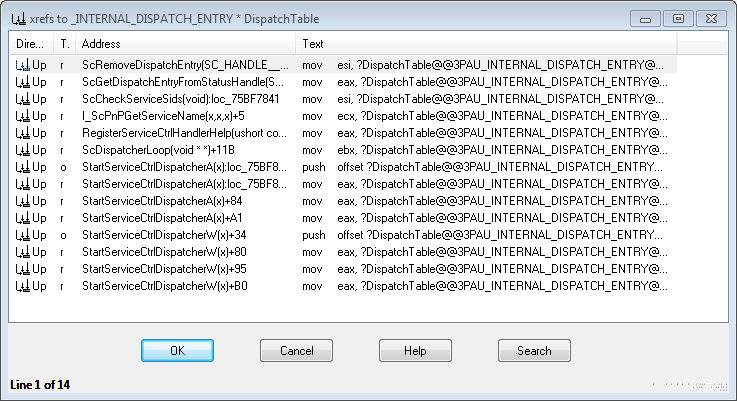 xrefs to _INTERNAL_DISPATCH_ENTRY * DispatchTable
Dire... T. Address Text
Up r ScRemoveDispatchEntry(SC_HANDLE__... mov esi, ?DispatchTable@@3PAU_INTERNAL_DISPATCH_ENTRY@...
Up r ScGetDispatchEntryFromStatusHandle(S... mov eax, ?DispatchTable@@3PAU_INTERNAL_DISPATCH_ENTRY@...
Up r ScCheckServiceSids(void):loc_75BF7841 mov esi, ?DispatchTable@@3PAU_INTERNAL_DISPATCH_ENTRY@...
Up r I_ScPnPGetServiceName(x,x,x)+5 mov ecx, ?DispatchTable@@3PAU_INTERNAL_DISPATCH_ENTRY@...
Up r RegisterServiceCtrlHandlerHelp(ushort co... mov eax, ?DispatchTable@@3PAU_INTERNAL_DISPATCH_ENTRY@...
Up r ScDispatcherLoop(void * *)+11B mov ebx, ?DispatchTable@@3PAU_INTERNAL_DISPATCH_ENTRY@...
Up o StartServiceCtrlDispatcherA(x):loc_75BF8... push offset ?DispatchTable@@3PAU_INTERNAL_DISPATCH_ENTRY...
Up r StartServiceCtrlDispatcherA(x):loc_75BF8... mov eax, ?DispatchTable@@3PAU_INTERNAL_DISPATCH_ENTRY@...
Up r StartServiceCtrlDispatcherA(x)+84 mov eax, ?DispatchTable@@3PAU_INTERNAL_DISPATCH_ENTRY@...
Up r StartServiceCtrlDispatcherA(x)+A1 mov eax, ?DispatchTable@@3PAU_INTERNAL_DISPATCH_ENTRY@...
Up o StartServiceCtrlDispatcherW(x)+34 push offset ?DispatchTable@@3PAU_INTERNAL_DISPATCH_ENTRY...
Up r StartServiceCtrlDispatcherW(x)+80 mov eax, ?DispatchTable@@3PAU_INTERNAL_DISPATCH_ENTRY@...
Up r StartServiceCtrlDispatcherW(x)+95 mov eax, ?DispatchTable@@3PAU_INTERNAL_DISPATCH_ENTRY@...
Up r StartServiceCtrlDispatcherW(x)+B0 mov eax, ?DispatchTable@@3PAU_INTERNAL_DISPATCH_ENTRY@...
OK Cancel Help Search
Line 1 of 14